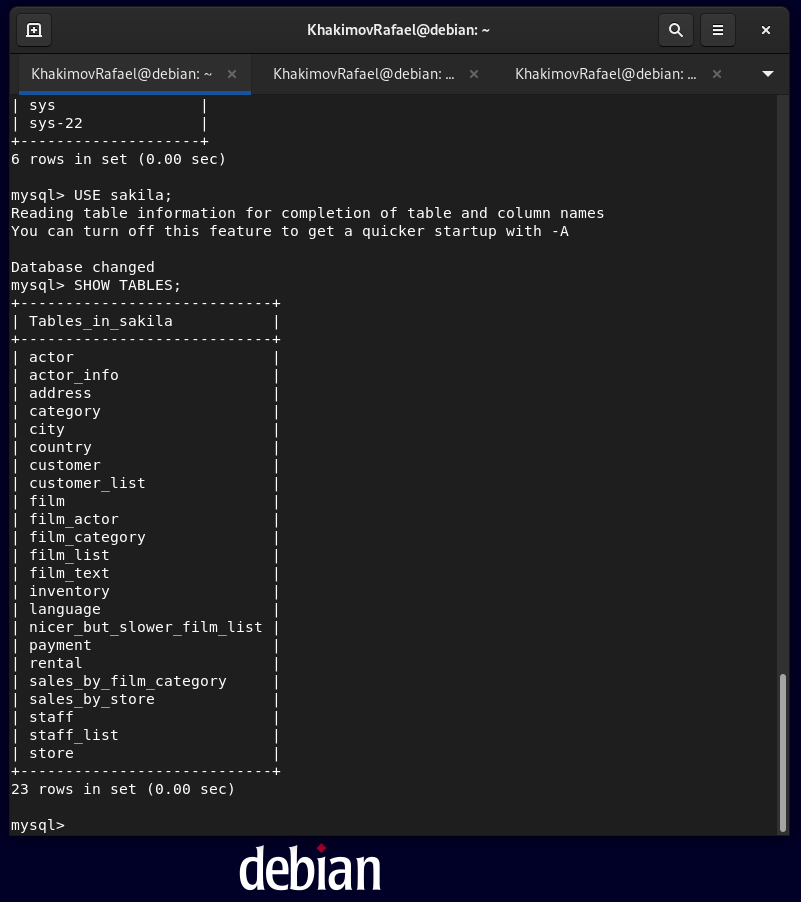 KhakimovRafael@debian: ~
KhakimovRafael@debian: ~ × KhakimovRafael@debian: ... × KhakimovRafael@debian: ... ×
| sys                |
| sys-22             |
+--------------------+
6 rows in set (0.00 sec)

mysql> USE sakila;
Reading table information for completion of table and column names
You can turn off this feature to get a quicker startup with -A

Database changed
mysql> SHOW TABLES;
+----------------------------+
| Tables_in_sakila           |
+----------------------------+
| actor                      |
| actor_info                 |
| address                    |
| category                   |
| city                       |
| country                    |
| customer                   |
| customer_list              |
| film                       |
| film_actor                 |
| film_category              |
| film_list                  |
| film_text                  |
| inventory                  |
| language                   |
| nicer_but_slower_film_list |
| payment                    |
| rental                     |
| sales_by_film_category     |
| sales_by_store             |
| staff                      |
| staff_list                 |
| store                      |
+----------------------------+
23 rows in set (0.00 sec)

mysql>
debian